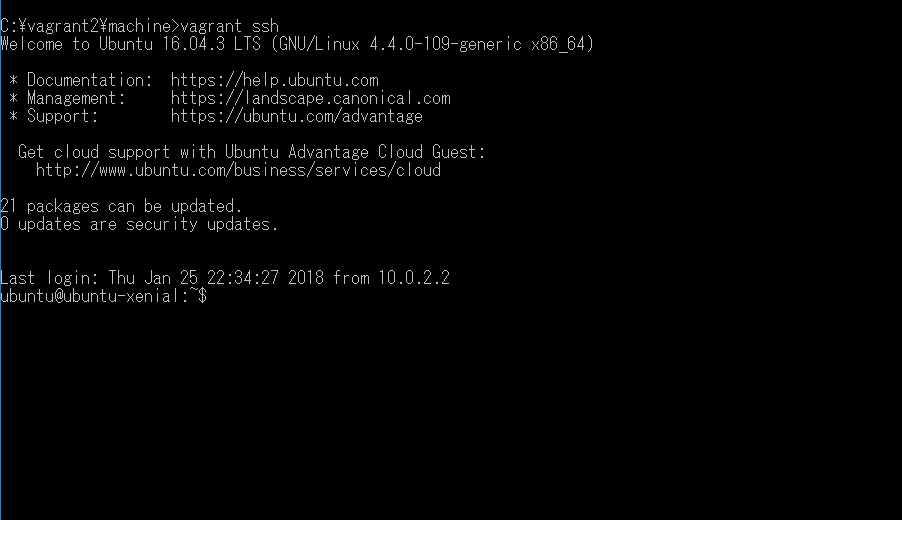 C:¥vagrant2¥machine>vagrant ssh
Welcome to Ubuntu 16.04.3 LTS (GNU/Linux 4.4.0-109-generic x86_64)
* Documentation: https://help.ubuntu.com
* Management: https://landscape.canonical.com
* Support: https://ubuntu.com/advantage
Get cloud support with Ubuntu Advantage Cloud Guest:
http://www.ubuntu.com/business/services/cloud
21 packages can be updated.
0 updates are security updates.
Last login: Thu Jan 25 22:34:27 2018 from 10.0.2.2
ubuntu@ubuntu-xenial:~$